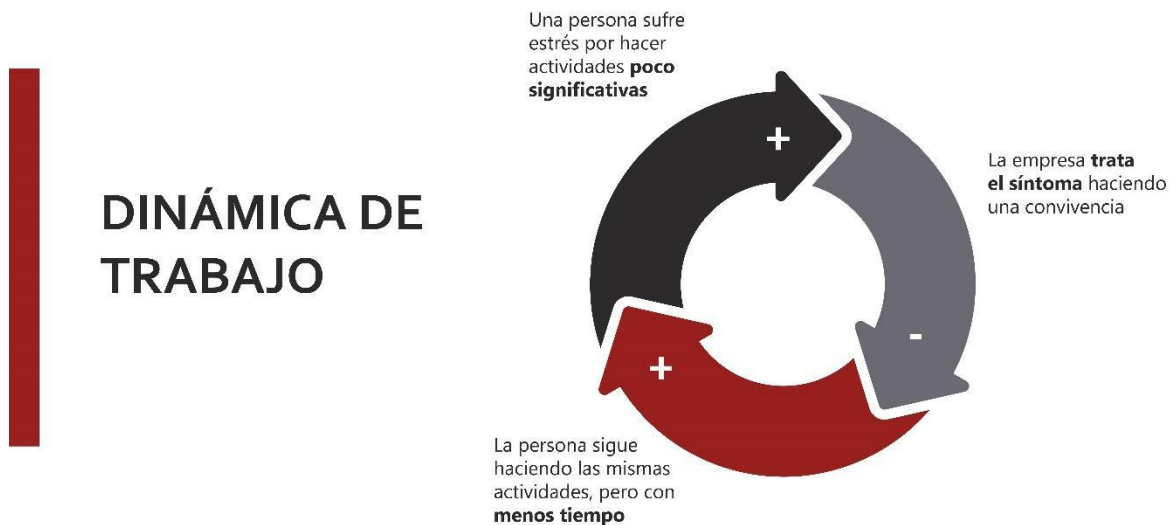 DINÁMICA DE
TRABAJO
Una persona sufre
estrés por hacer
actividades poco
significativas
+
La empresa trata
el síntoma haciendo
una convivencia
-
+
La persona sigue
haciendo las mismas
actividades, pero con
menos tiempo